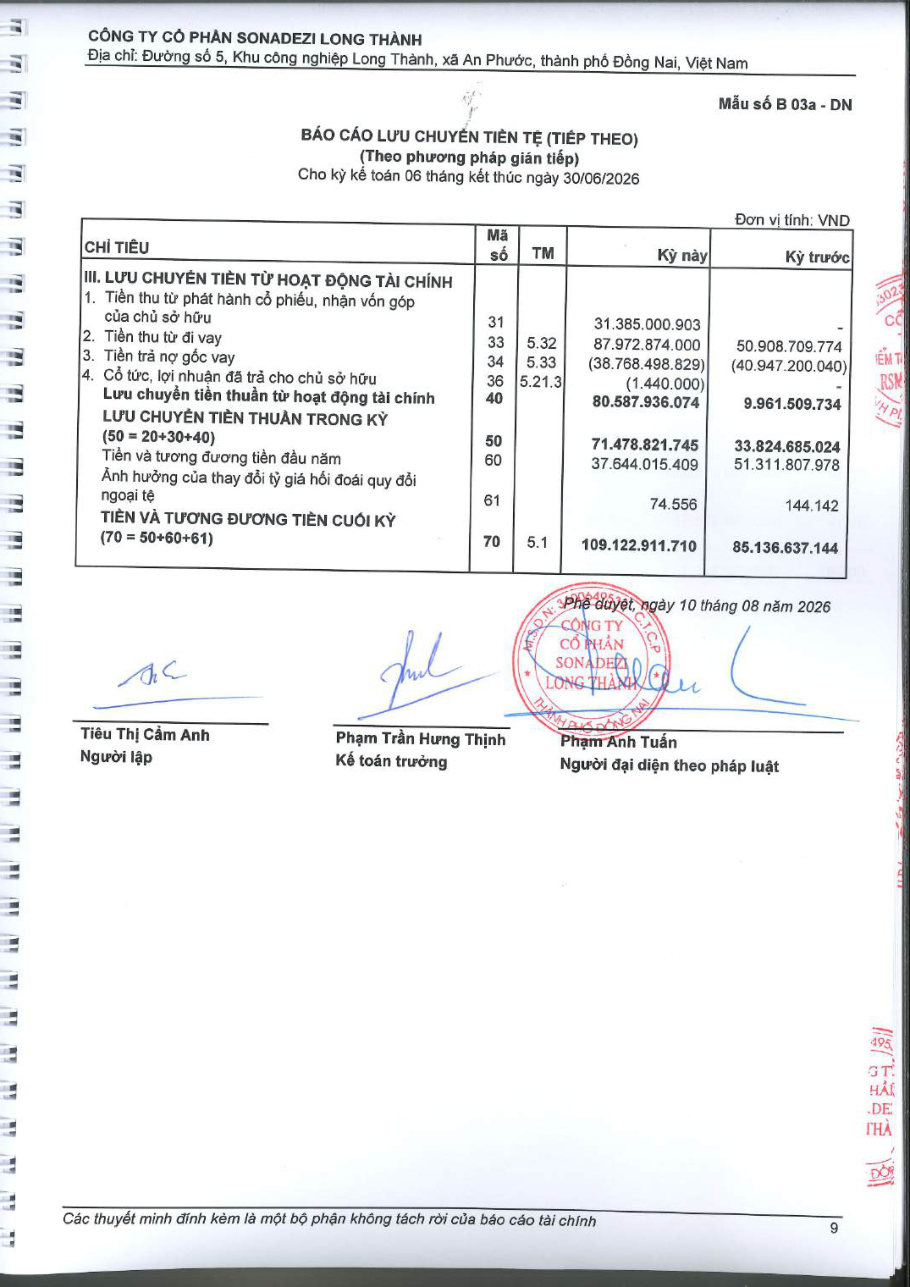 CÔNG TY CỔ PHẦN SONADEZI LONG THÀNH
Địa chỉ: Đường số 5, Khu công nghiệp Long Thành, xã An Phước, thành phố Đồng Nai, Việt Nam
Mẫu số B 03a - DN
BÁO CÁO LƯU CHUYỂN TIỀN TỆ (TIẾP THEO)
(Theo phương pháp gián tiếp)
Cho kỳ kế toán 06 tháng kết thúc ngày 30/06/2026
Đơn vị tính: VND
CHỈ TIÊU Mã số TM Kỳ này Kỳ trước
III. LƯU CHUYỂN TIỀN TỪ HOẠT ĐỘNG TÀI CHÍNH
1. Tiền thu từ phát hành cổ phiếu, nhận vốn góp
của chủ sở hữu 31 31.385.000.903 -
2. Tiền thu từ đi vay 33 5.32 87.972.874.000 50.908.709.774
3. Tiền trả nợ gốc vay 34 5.33 (38.768.498.829) (40.947.200.040)
4. Cổ tức, lợi nhuận đã trả cho chủ sở hữu 36 5.21.3 (1.440.000) -
Lưu chuyển tiền thuần từ hoạt động tài chính 40 80.587.936.074 9.961.509.734
LƯU CHUYỂN TIỀN THUẦN TRONG KỲ
(50 = 20+30+40) 50 71.478.821.745 33.824.685.024
Tiền và tương đương tiền đầu năm 60 37.644.015.409 51.311.807.978
Ảnh hưởng của thay đổi tỷ giá hối đoái quy đổi
ngoại tệ 61 74.556 144.142
TIỀN VÀ TƯƠNG ĐƯƠNG TIỀN CUỐI KỲ
(70 = 50+60+61) 70 5.1 109.122.911.710 85.136.637.144
Phê duyệt, ngày 10 tháng 08 năm 2026
CÔNG TY
CỔ PHẦN
SONADEZI
LONG THÀNH
THÀNH PHỐ ĐỒNG NAI
Tiêu Thị Cẩm Anh
Người lập
Phạm Trần Hưng Thịnh
Kế toán trưởng
Phạm Anh Tuấn
Người đại diện theo pháp luật
Các thuyết minh đính kèm là một bộ phận không tách rời của báo cáo tài chính
9